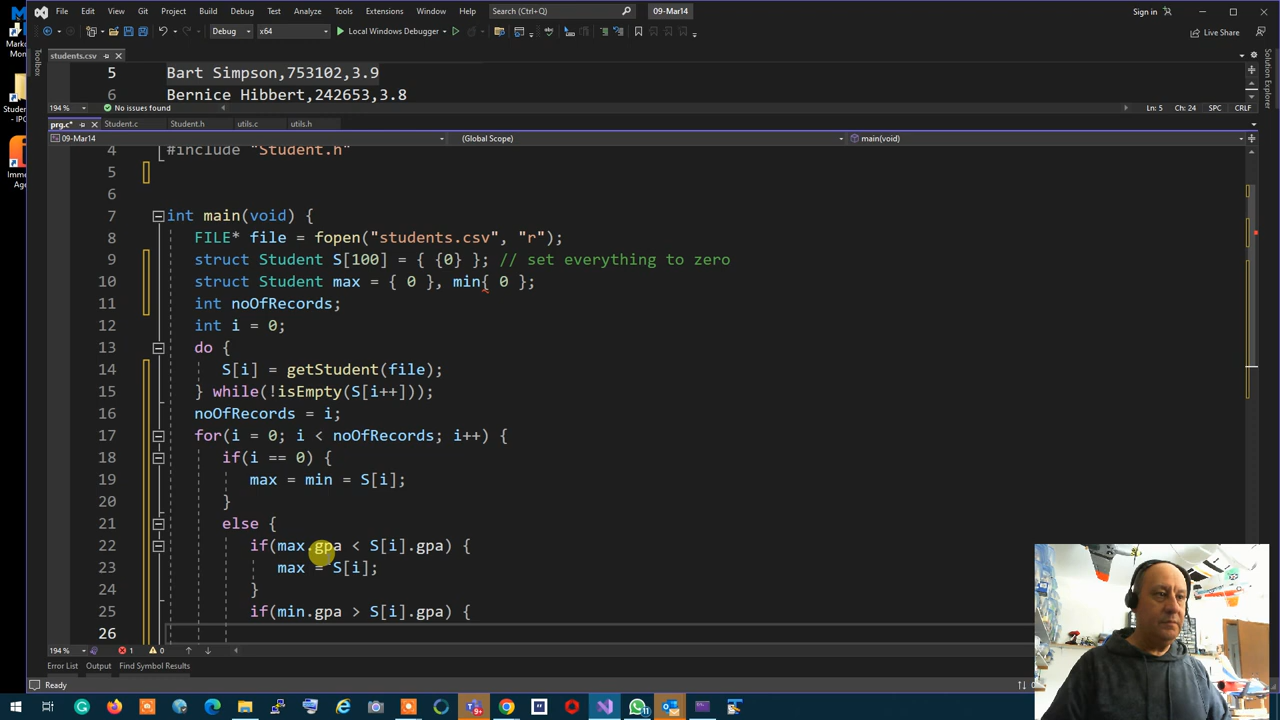 File Edit View Git Project Build Debug Test Analyze Tools Extensions Window Help Search (Ctrl+Q) 09-Mar14 Sign in
Debug x64 Local Windows Debugger Live Share
students.csv
5 Bart Simpson,753102,3.9
6 Bernice Hibbert,242653,3.8
194 % No issues found Ln: 5 Ch: 24 SPC CRLF
prg.c* Student.c Student.h utils.c utils.h
09-Mar14 (Global Scope) main(void)
4 #include "Student.h"
5
6
7 int main(void) {
8 FILE* file = fopen("students.csv", "r");
9 struct Student S[100] = { {0} }; // set everything to zero
10 struct Student max = { 0 }, min{ 0 };
11 int noOfRecords;
12 int i = 0;
13 do {
14 S[i] = getStudent(file);
15 } while(!isEmpty(S[i++]));
16 noOfRecords = i;
17 for(i = 0; i < noOfRecords; i++) {
18 if(i == 0) {
19 max = min = S[i];
20 }
21 else {
22 if(max.gpa < S[i].gpa) {
23 max = S[i];
24 }
25 if(min.gpa > S[i].gpa) {
26
194 % 1 0
Error List Output Find Symbol Results
Ready
Toolbox
Solution Explorer